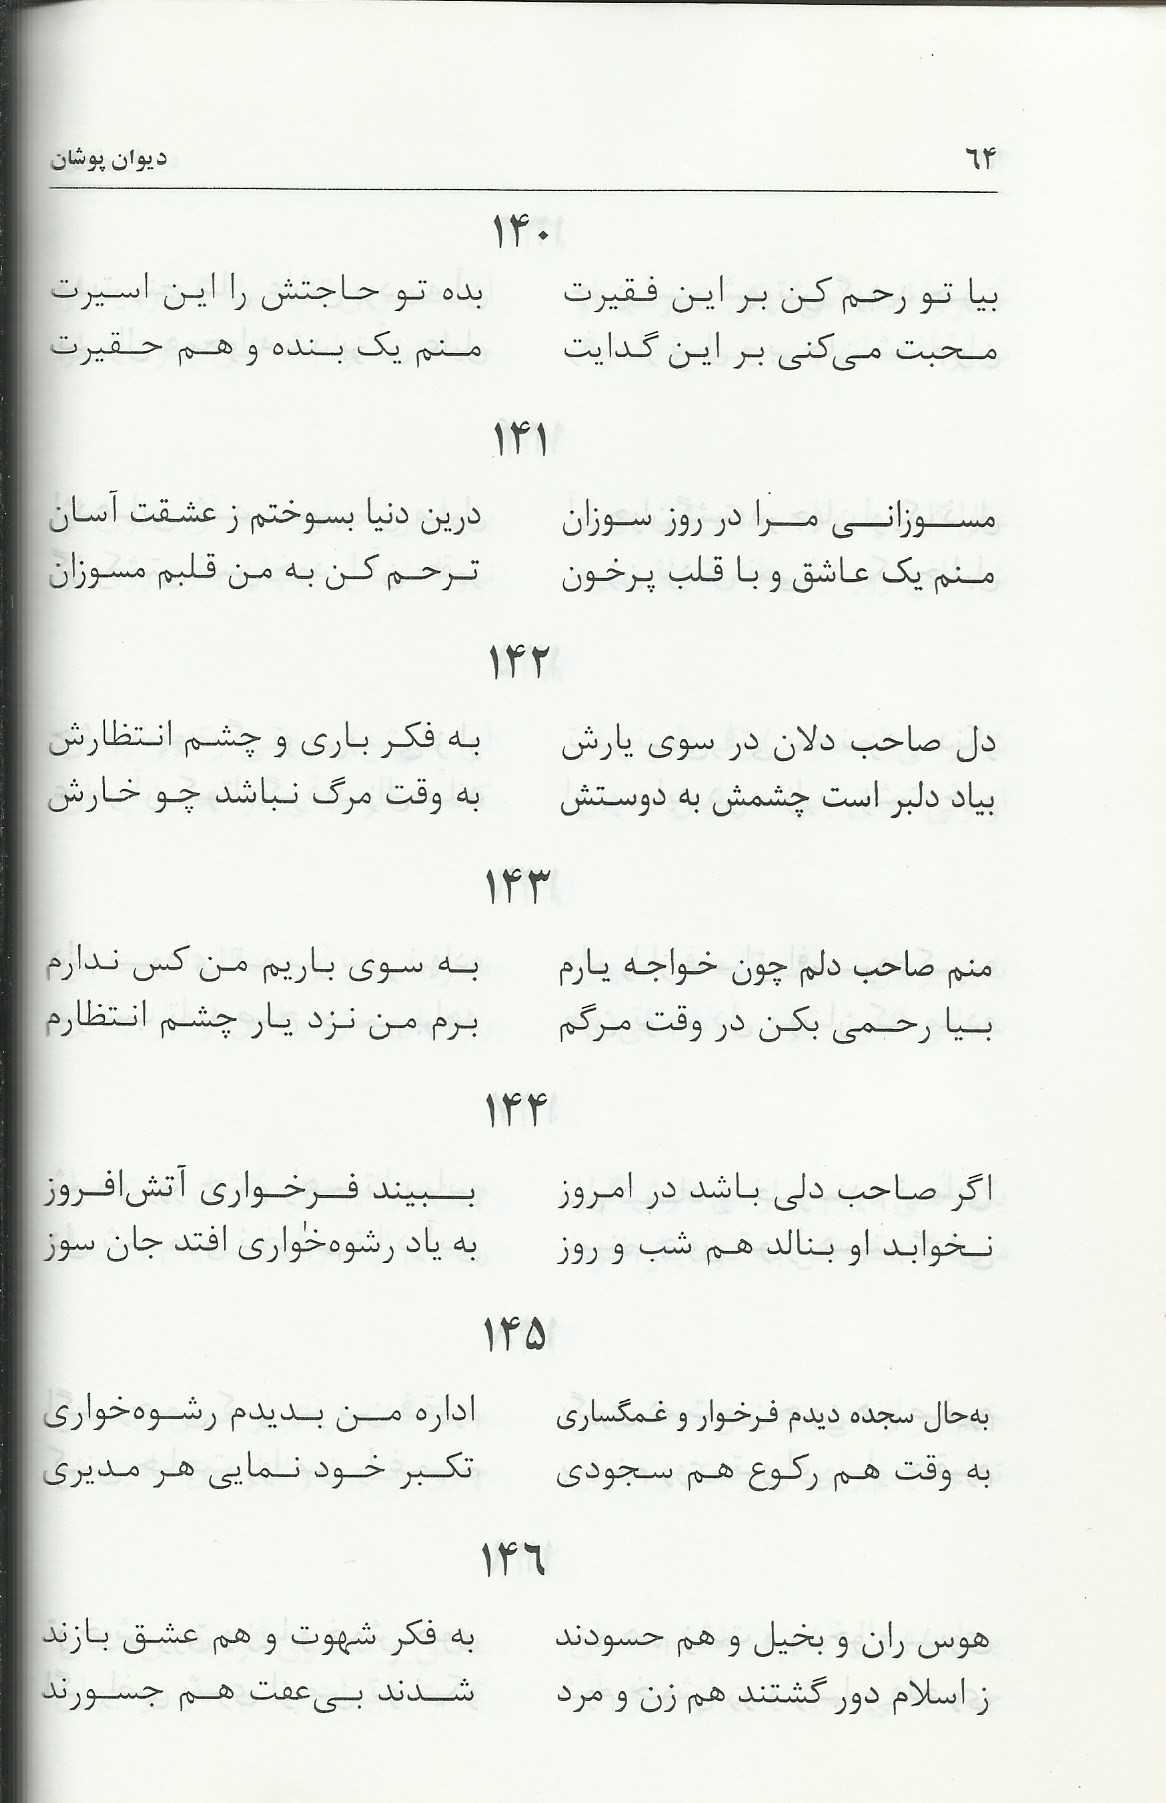 ۶۴ دیوان پوشان
۱۴۰
بیا تو رحم کن بر این فقیرت بده تو حاجتش را این اسیرت
محبت می‌کنی بر این گدایت منم یک بنده و هم حقیرت
۱۴۱
مسوزانی مرا در روز سوزان درین دنیا بسوختم ز عشقت آسان
منم یک عاشق و با قلب پرخون ترحم کن به من قلبم مسوزان
۱۴۲
دل صاحب دلان در سوی یارش به فکر باری و چشم انتظارش
بیاد دلبر است چشمش به دوستش به وقت مرگ نباشد چو خارش
۱۴۳
منم صاحب دلم چون خواجه یارم به سوی باریم من کس ندارم
بیا رحمی بکن در وقت مرگم برم من نزد یار چشم انتظارم
۱۴۴
اگر صاحب دلی باشد در امروز ببیند فرخواری آتش‌افروز
نخوابد او بنالد هم شب و روز به یاد رشوه‌خواری افتد جان سوز
۱۴۵
به‌حال سجده دیدم فرخوار و غمگساری اداره من بدیدم رشوه‌خواری
به وقت هم رکوع هم سجودی تکبر خود نمایی هر مدیری
۱۴۶
هوس ران و بخیل و هم حسودند به فکر شهوت و هم عشق بازند
ز اسلام دور گشتند هم زن و مرد شدند بی‌عفت هم جسورند